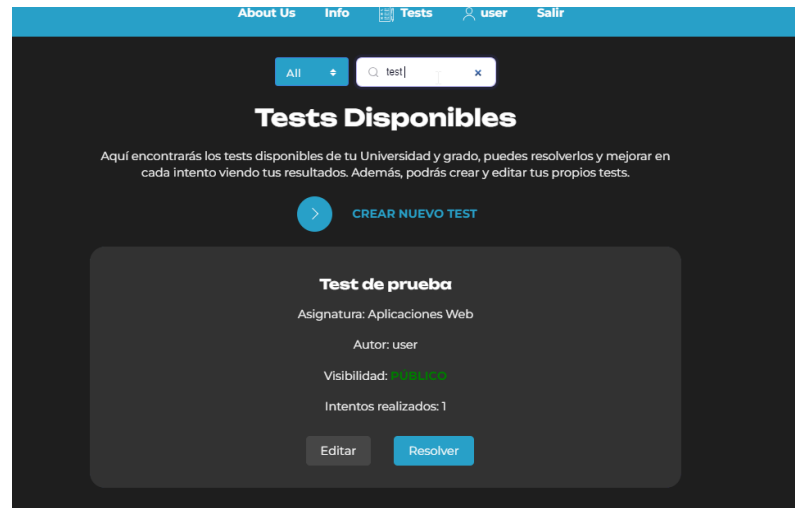 About Us Info Tests user Salir
All test
Tests Disponibles
Aquí encontrarás los tests disponibles de tu Universidad y grado, puedes resolverlos y mejorar en
cada intento viendo tus resultados. Además, podrás crear y editar tus propios tests.
CREAR NUEVO TEST
Test de prueba
Asignatura: Aplicaciones Web
Autor: user
Visibilidad: PÚBLICO
Intentos realizados: 1
Editar Resolver